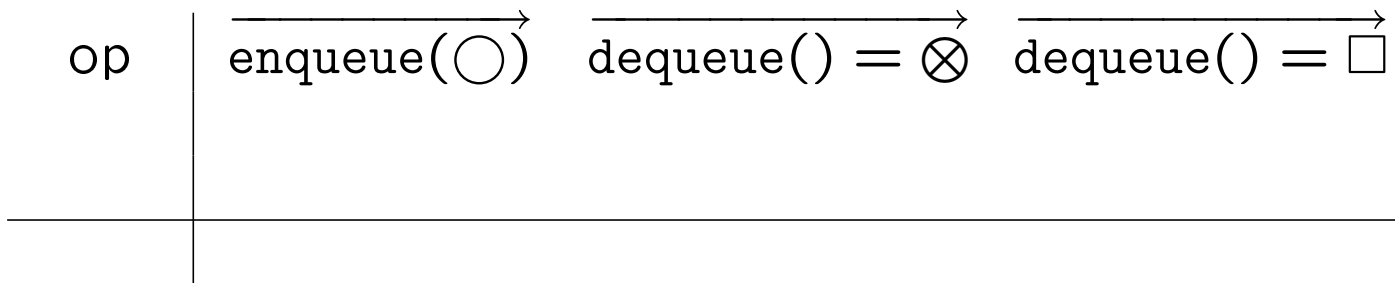 op enqueue(○) dequeue() = ⊗ dequeue() = □